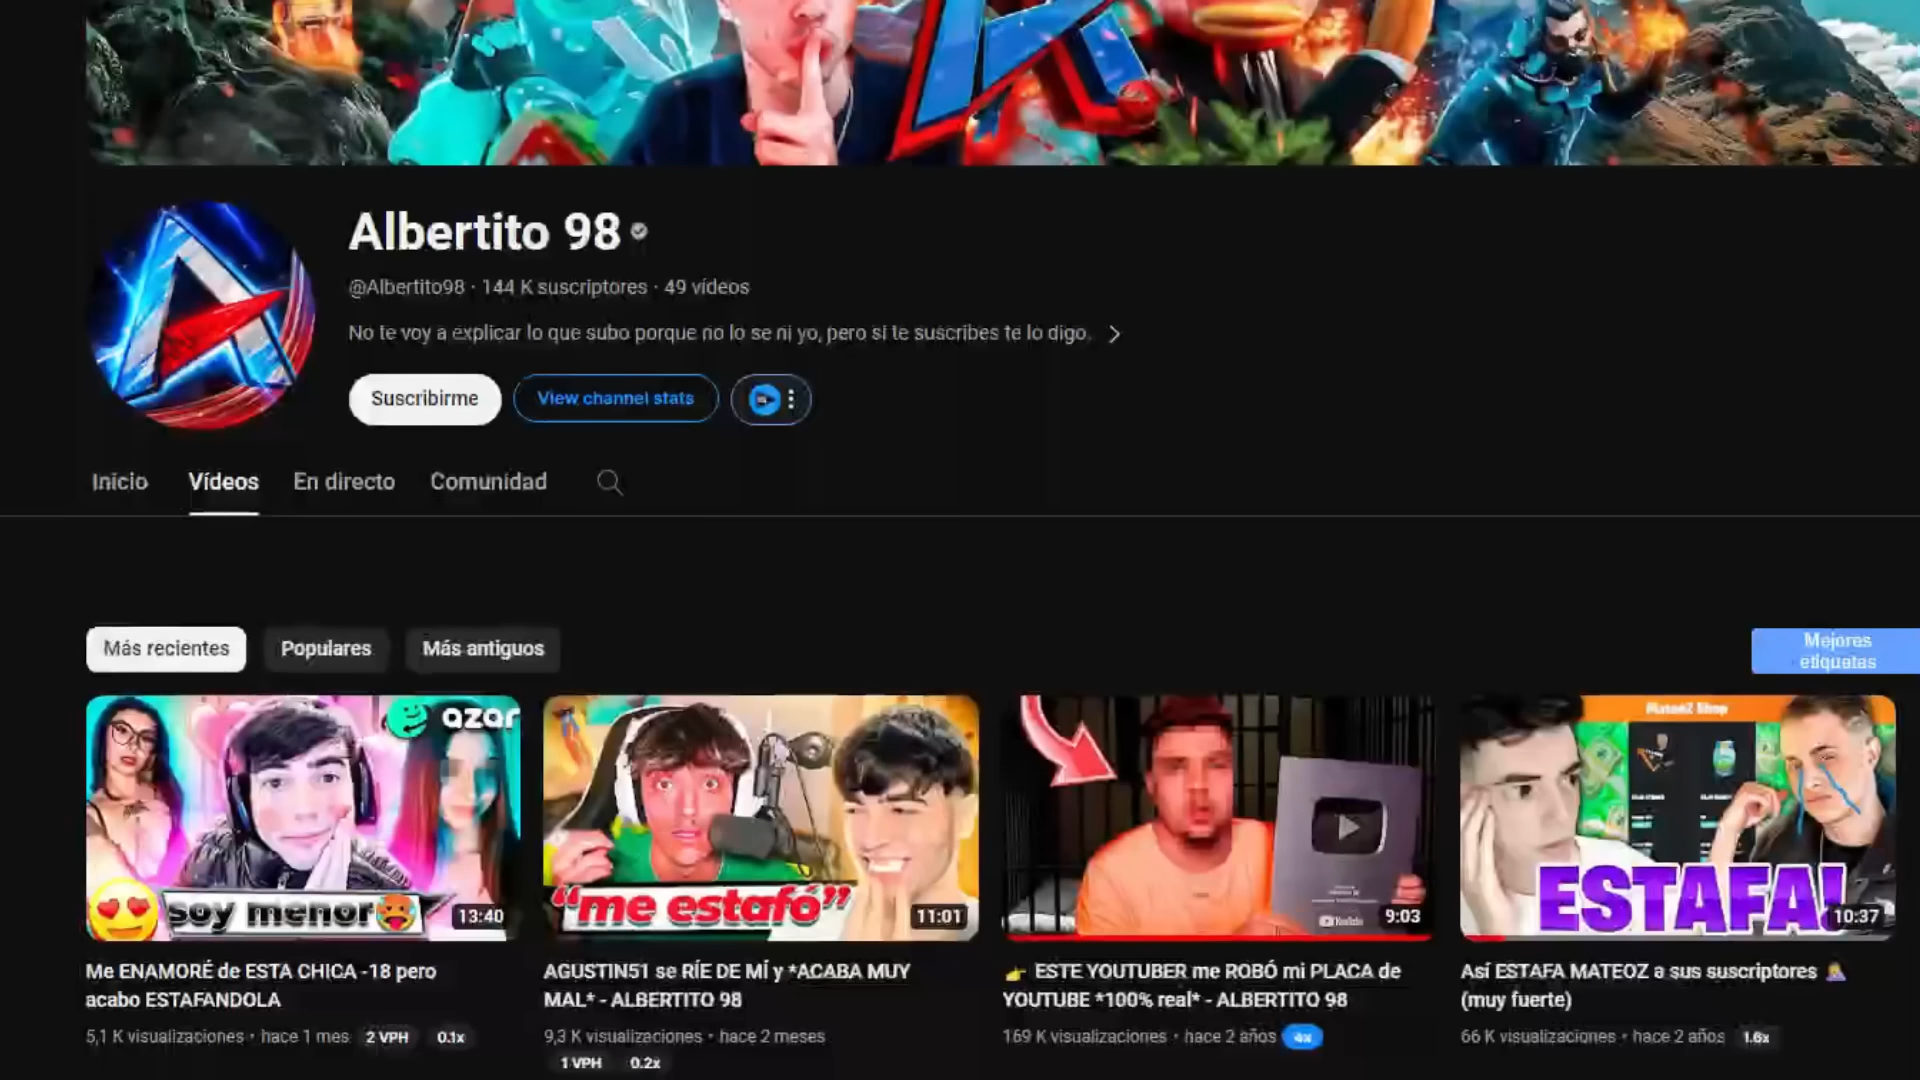 Albertito 98
@Albertito98 · 144 K suscriptores · 49 vídeos
No te voy a explicar lo que subo porque no lo se ni yo, pero si te suscribes te lo digo.
Suscribirme
View channel stats
Inicio
Vídeos
En directo
Comunidad
Más recientes
Populares
Más antiguos
Mejores
etiquetas
azar
soy menor
13:40
"me estafó"
11:01
YouTube
9:03
MateoZ Shop
ESTAFA!
10:37
Me ENAMORÉ de ESTA CHICA -18 pero
acabo ESTAFANDOLA
5,1 K visualizaciones · hace 1 mes 2 VPH 0.1x
AGUSTIN51 se RÍE DE MÍ y *ACABA MUY
MAL* - ALBERTITO 98
9,3 K visualizaciones · hace 2 meses
1 VPH 0.2x
👉 ESTE YOUTUBER me ROBÓ mi PLACA de
YOUTUBE *100% real* - ALBERTITO 98
169 K visualizaciones · hace 2 años 4x
Así ESTAFA MATEOZ a sus suscriptores 🤦‍♀️
(muy fuerte)
66 K visualizaciones · hace 2 años 1.6x